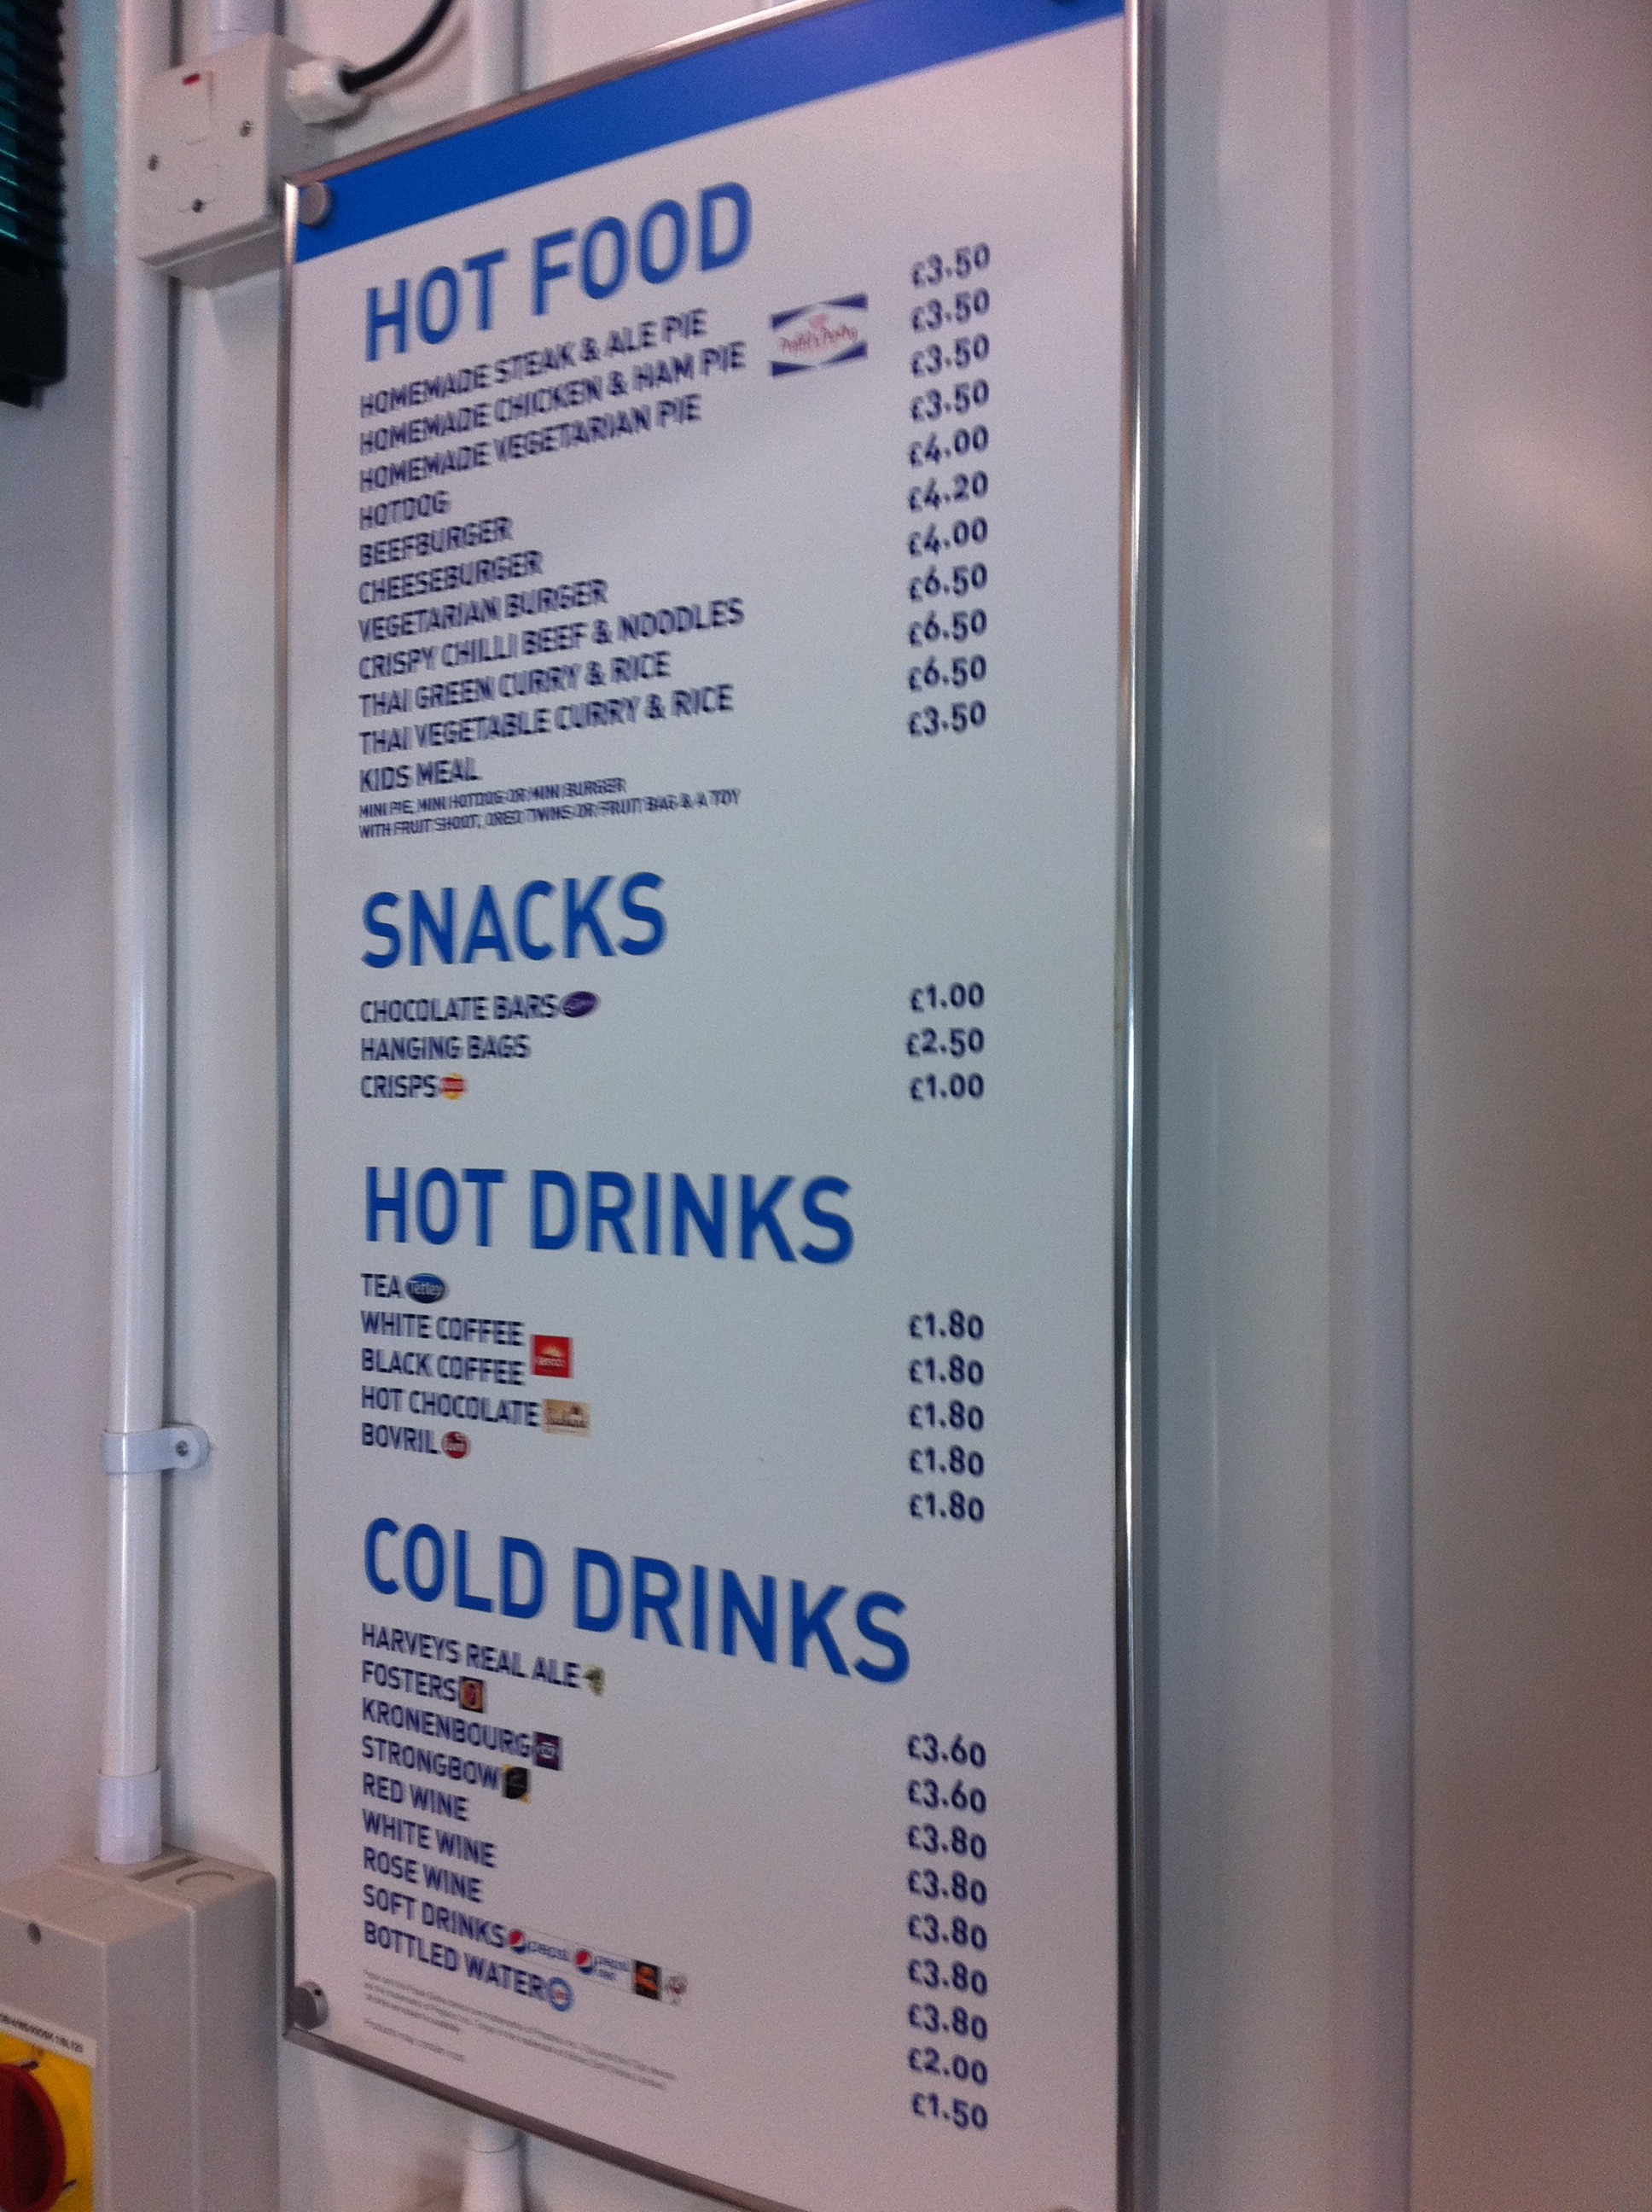 HOT FOOD
HOMEMADE STEAK & ALE PIE £3.50
HOMEMADE CHICKEN & HAM PIE £3.50
HOMEMADE VEGETARIAN PIE £3.50
HOTDOG £3.50
BEEFBURGER £4.00
CHEESEBURGER £4.20
VEGETARIAN BURGER £4.00
CRISPY CHILLI BEEF & NOODLES £6.50
THAI GREEN CURRY & RICE £6.50
THAI VEGETABLE CURRY & RICE £6.50
KIDS MEAL £3.50
MINI PIE, MINI HOTDOG OR MINI BURGER
WITH FRUIT SHOOT, OREO TWINS OR FRUIT BAG & A TOY
SNACKS
CHOCOLATE BARS £1.00
HANGING BAGS £2.50
CRISPS £1.00
HOT DRINKS
TEA Tetley £1.80
WHITE COFFEE £1.80
BLACK COFFEE £1.80
HOT CHOCOLATE £1.80
BOVRIL £1.80
COLD DRINKS
HARVEYS REAL ALE £3.60
FOSTERS £3.60
KRONENBOURG £3.80
STRONGBOW £3.80
RED WINE £3.80
WHITE WINE £3.80
ROSE WINE £3.80
SOFT DRINKS pepsi pepsi £2.00
BOTTLED WATER £1.50